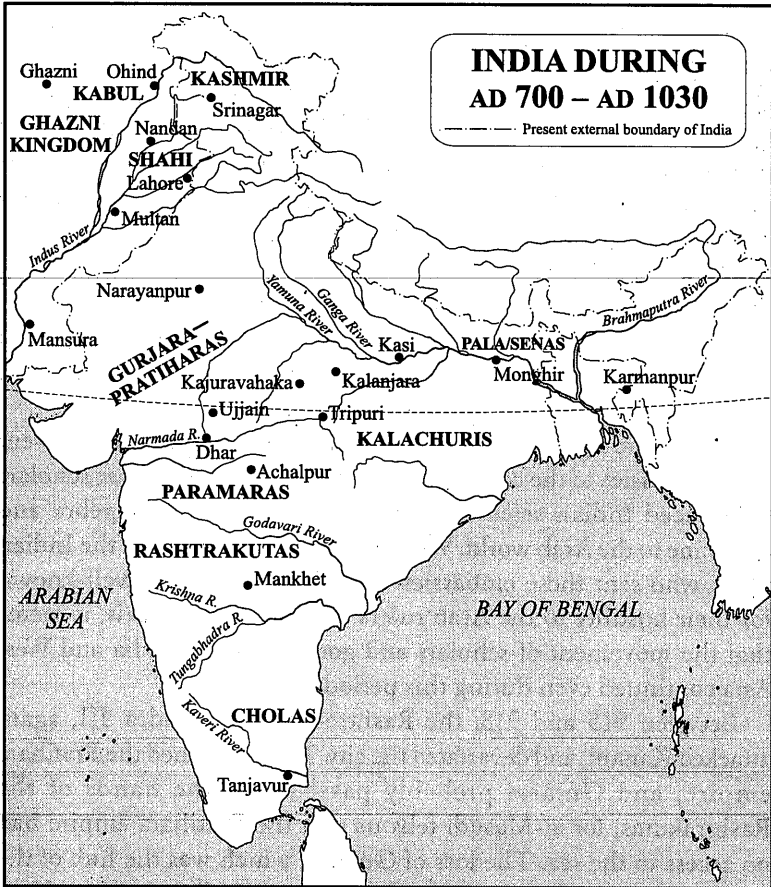 INDIA DURING
AD 700 – AD 1030
Present external boundary of India
Ghazni
Ohind
KABUL
KASHMIR
Srinagar
GHAZNI
KINGDOM
Nandan
SHAHI
Lahore
Multan
Indus River
Narayanpur
Mansura
Yamuna River
Ganga River
Brahmaputra River
GURJARA—
PRATIHARAS
Kasi
PALA/SENAS
Monghir
Kajuravahaka
Kalanjara
Karmanpur
Ujjain
Tripuri
KALACHURIS
Narmada R.
Dhar
Achalpur
PARAMARAS
Godavari River
RASHTRAKUTAS
Mankhet
Krishna R.
ARABIAN
SEA
BAY OF BENGAL
Tungabhadra R.
Kaveri River
CHOLAS
Tanjavur